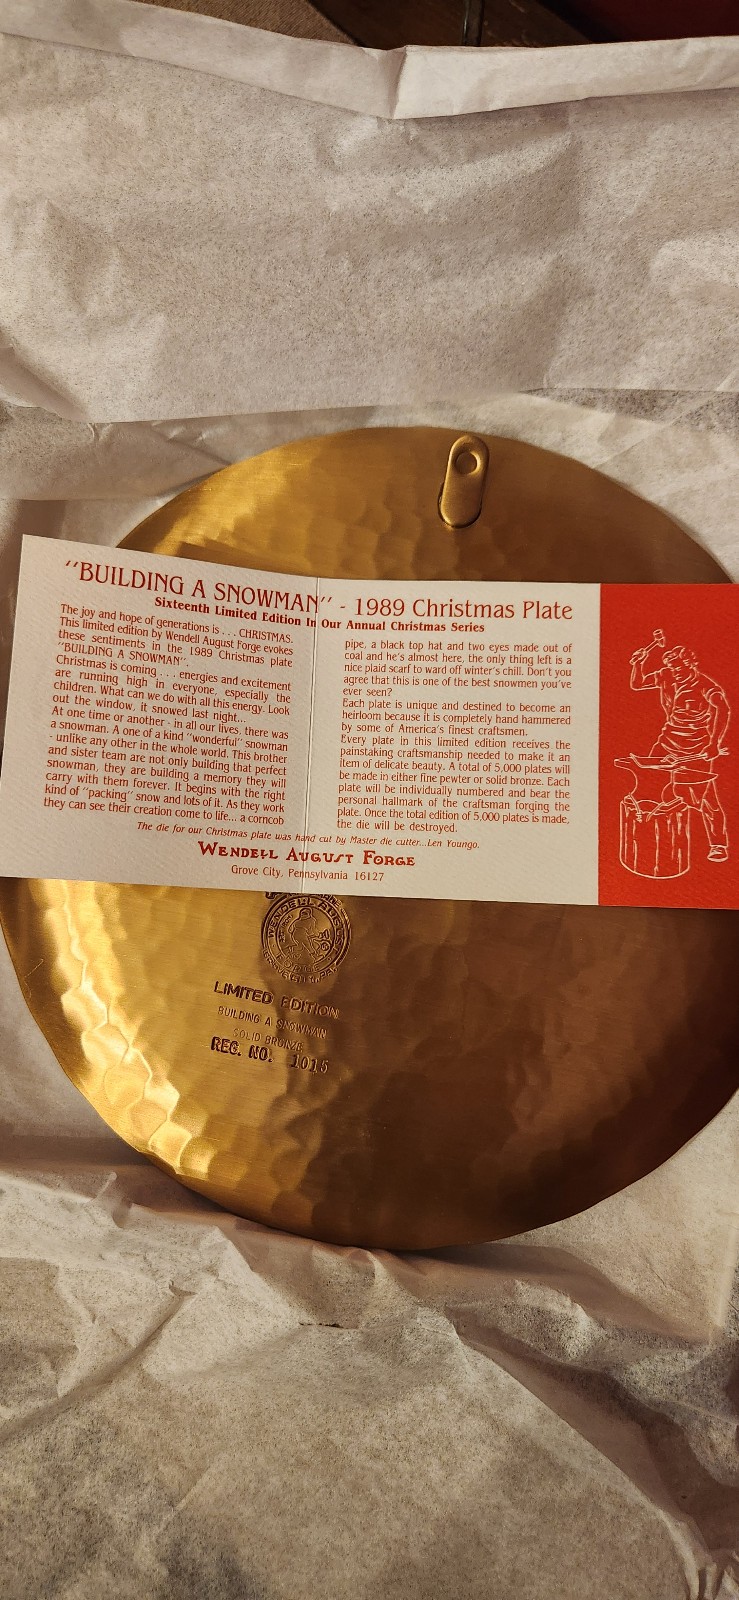 "BUILDING A SNOWMAN" - 1989 Christmas Plate
Sixteenth Limited Edition In Our Annual Christmas Series
The joy and hope of generations is . . . CHRISTMAS.
This limited edition by Wendell August Forge evokes
these sentiments in the 1989 Christmas plate
"BUILDING A SNOWMAN".
Christmas is coming . . . energies and excitement
are running high in everyone, especially the
children. What can we do with all this energy. Look
out the window, it snowed last night...
At one time or another - in all our lives, there was
a snowman. A one of a kind "wonderful" snowman
- unlike any other in the whole world. This brother
and sister team are not only building that perfect
snowman, they are building a memory they will
carry with them forever. It begins with the right
kind of "packing" snow and lots of it. As they work
they can see their creation come to life... a corncob
pipe, a black top hat and two eyes made out of
coal and he's almost here, the only thing left is a
nice plaid scarf to ward off winter's chill. Don't you
agree that this is one of the best snowmen you've
ever seen?
Each plate is unique and destined to become an
heirloom because it is completely hand hammered
by some of America's finest craftsmen.
Every plate in this limited edition receives the
painstaking craftsmanship needed to make it an
item of delicate beauty. A total of 5,000 plates will
be made in either fine pewter or solid bronze. Each
plate will be individually numbered and bear the
personal hallmark of the craftsman forging the
plate. Once the total edition of 5,000 plates is made,
the die will be destroyed.
The die for our Christmas plate was hand cut by Master die cutter...Len Youngo.
WENDELL AUGUST FORGE
Grove City, Pennsylvania 16127
WENDELL AUGUST
LIMITED EDITION
BUILDING A SNOWMAN
SOLID BRONZE
REG. NO. 1015